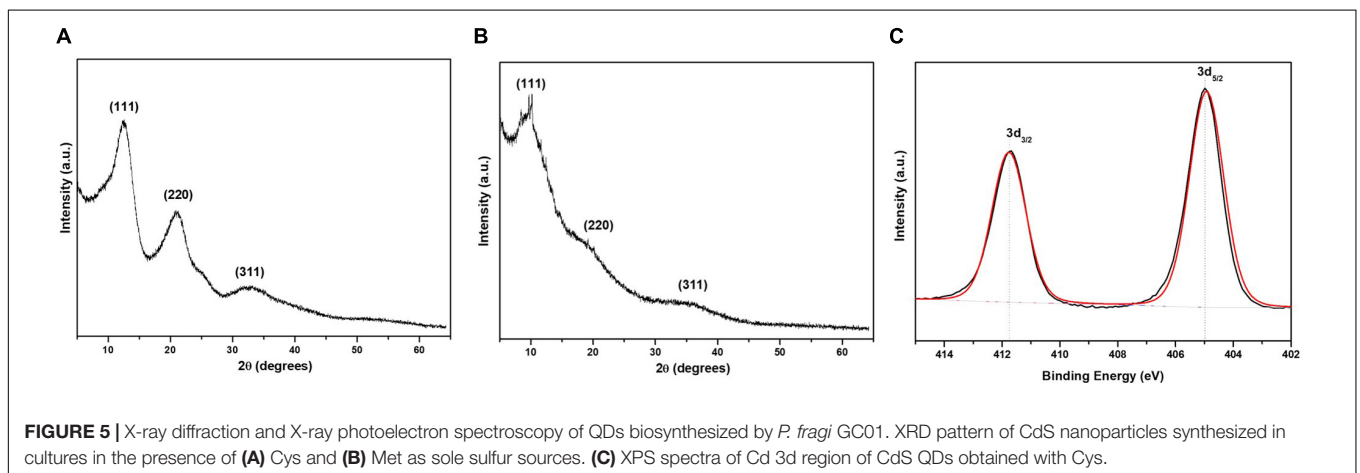 A
B
C
Intensity (a.u.)
(111)
(220)
(311)
10 20 30 40 50 60
2θ (degrees)
Intensity (a.u.)
(111)
(220)
(311)
10 20 30 40 50 60
2θ (degrees)
Intensity (a.u.)
3d3/2
3d5/2
414 412 410 408 406 404 402
Binding Energy (eV)
FIGURE 5 | X-ray diffraction and X-ray photoelectron spectroscopy of QDs biosynthesized by P. fragi GC01. XRD pattern of CdS nanoparticles synthesized in
cultures in the presence of (A) Cys and (B) Met as sole sulfur sources. (C) XPS spectra of Cd 3d region of CdS QDs obtained with Cys.